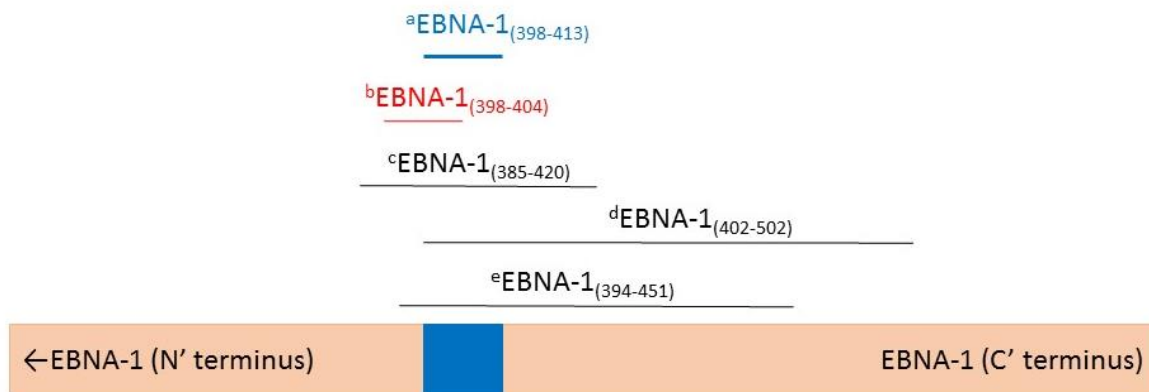 ᵃEBNA-1₍₃₉₈₋₄₁₃₎
ᵇEBNA-1₍₃₉₈₋₄₀₄₎
ᶜEBNA-1₍₃₈₅₋₄₂₀₎
ᵈEBNA-1₍₄₀₂₋₅₀₂₎
ᵉEBNA-1₍₃₉₄₋₄₅₁₎
←EBNA-1 (N’ terminus) EBNA-1 (C’ terminus)